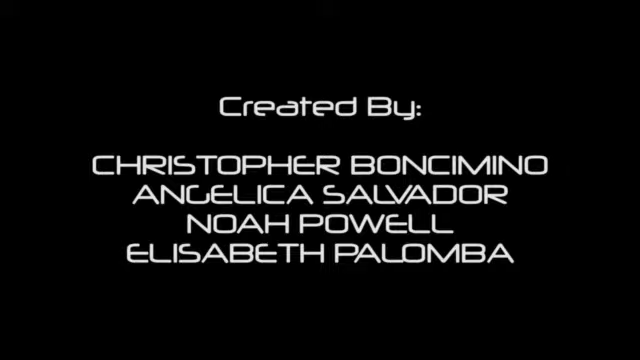 Created By:
CHRISTOPHER BONCIMINO
ANGELICA SALVADOR
NOAH POWELL
ELISABETH PALOMBA